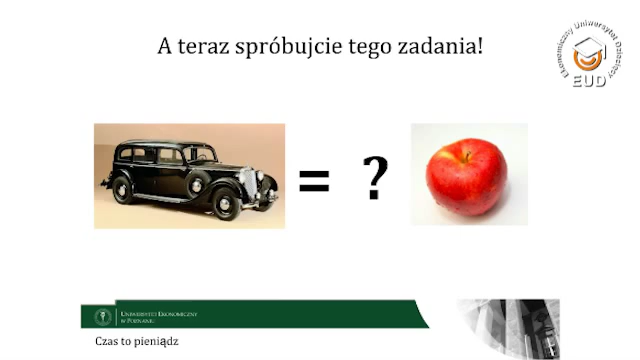 A teraz spróbujcie tego zadania!
Ekonomiczny Uniwersytet Dziecięcy
EUD
= ?
UNIWERSYTET EKONOMICZNY
W POZNANIU
Czas to pieniądz